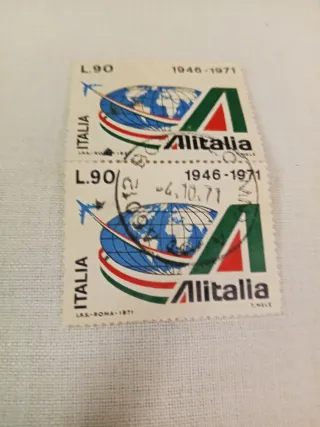 L.90 1946-1971
ITALIA
Alitalia
L.90 1946-1971
-4.10.71
ITALIA
Alitalia
I.P.S.-ROMA-1971 T.MELE